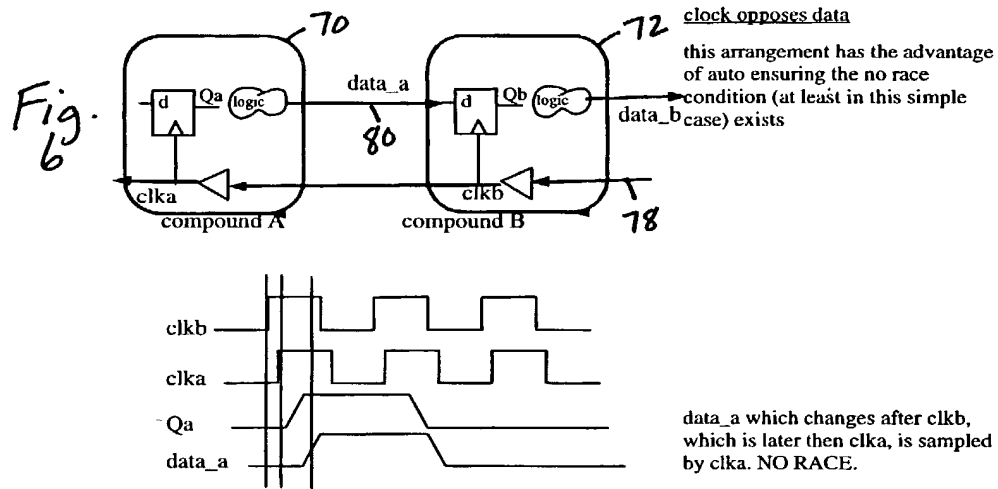 70
72
clock opposes data
this arrangement has the advantage
of auto ensuring the no race
condition (at least in this simple
case) exists
Fig.
6
d
Qa
logic
data_a
80
d
Qb
logic
data_b
clka
clkb
78
compound A
compound B
clkb
clka
Qa
data_a
data_a which changes after clkb,
which is later then clka, is sampled
by clka. NO RACE.